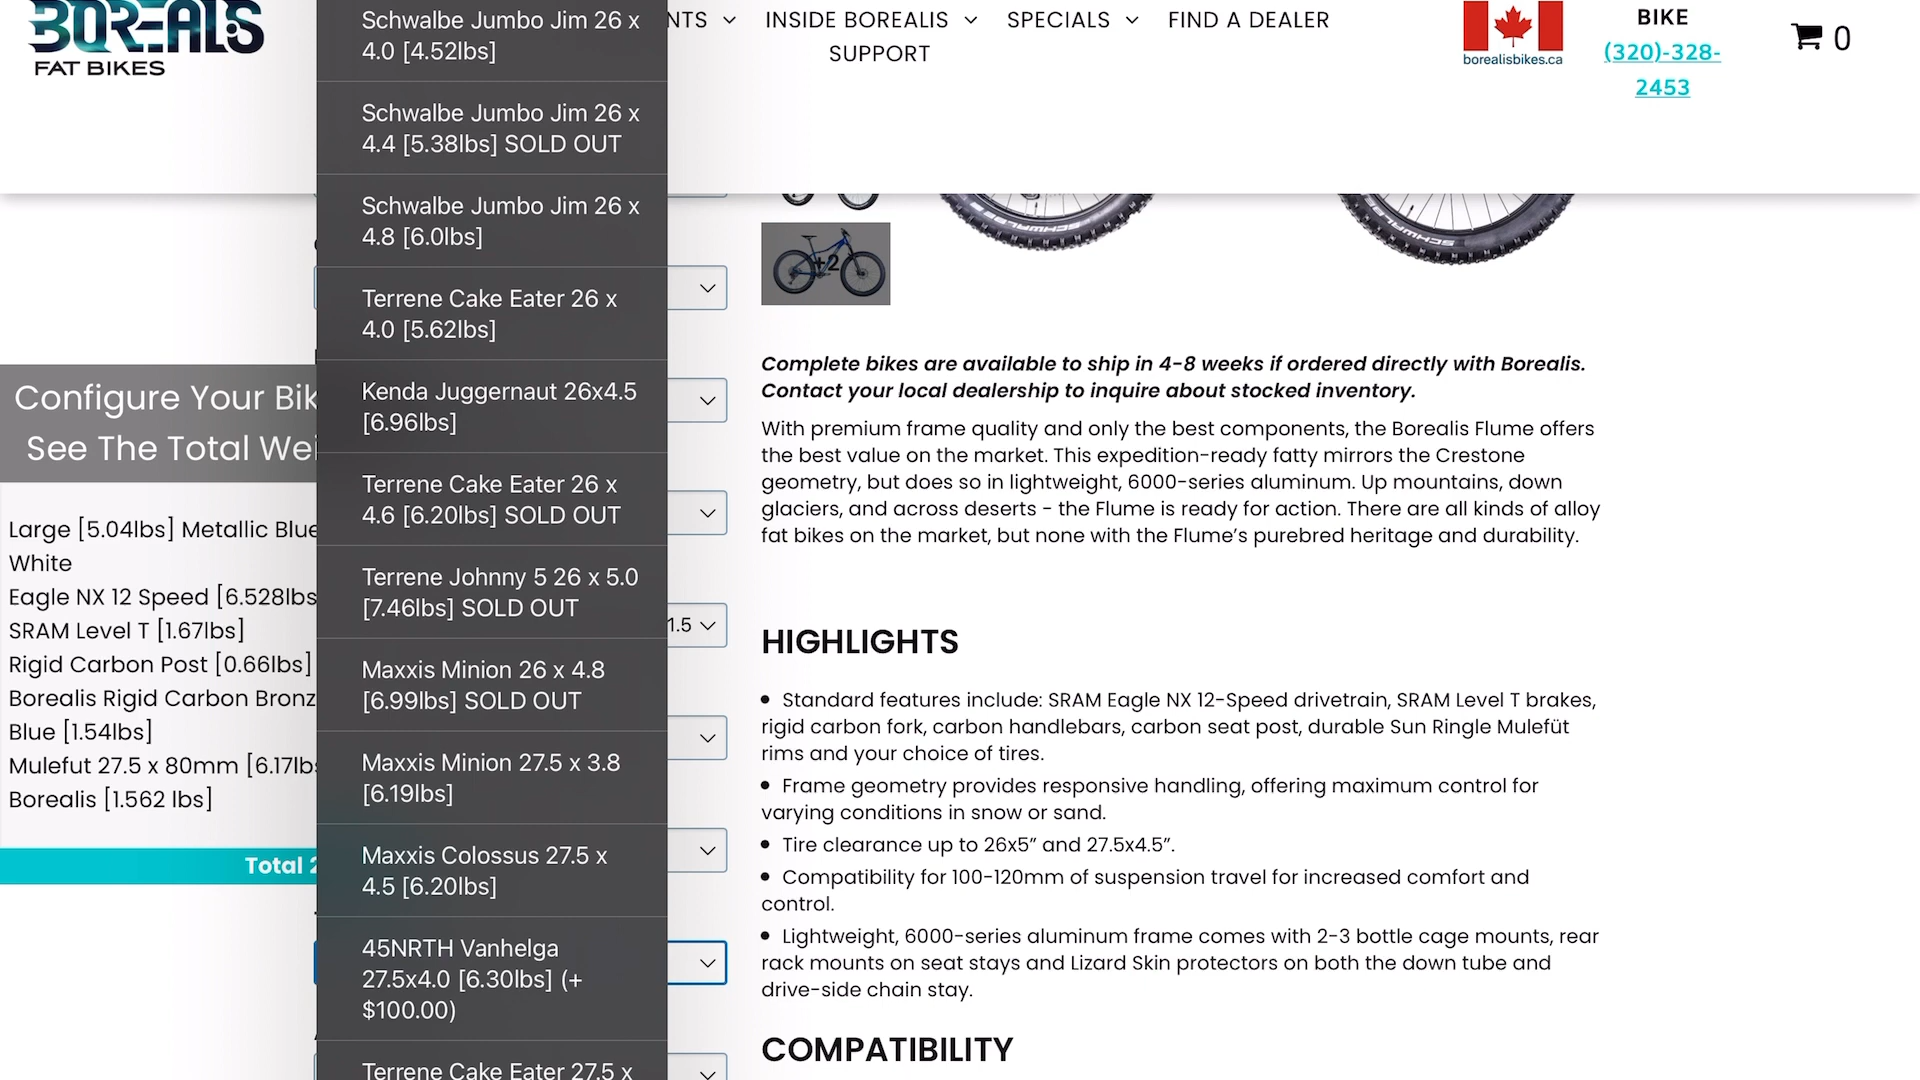 BOREALIS
FAT BIKES
NTS
INSIDE BOREALIS
SPECIALS
FIND A DEALER
SUPPORT
borealisbikes.ca
BIKE
(320)-328-
2453
0
Schwalbe Jumbo Jim 26 x
4.0 [4.52lbs]
Schwalbe Jumbo Jim 26 x
4.4 [5.38lbs] SOLD OUT
Schwalbe Jumbo Jim 26 x
4.8 [6.0lbs]
Terrene Cake Eater 26 x
4.0 [5.62lbs]
Kenda Juggernaut 26x4.5
[6.96lbs]
Terrene Cake Eater 26 x
4.6 [6.20lbs] SOLD OUT
Terrene Johnny 5 26 x 5.0
[7.46lbs] SOLD OUT
Maxxis Minion 26 x 4.8
[6.99lbs] SOLD OUT
Maxxis Minion 27.5 x 3.8
[6.19lbs]
Maxxis Colossus 27.5 x
4.5 [6.20lbs]
45NRTH Vanhelga
27.5x4.0 [6.30lbs] (+
$100.00)
Terrene Cake Eater 27.5 x
Configure Your Bik
See The Total Wei
Large [5.04lbs] Metallic Blue
White
Eagle NX 12 Speed [6.528lbs
SRAM Level T [1.67lbs]
Rigid Carbon Post [0.66lbs]
Borealis Rigid Carbon Bronz
Blue [1.54lbs]
Mulefut 27.5 x 80mm [6.17lbs
Borealis [1.562 lbs]
Total 2
1.5
SCHWALBE
SCHWALBE
+2
Complete bikes are available to ship in 4-8 weeks if ordered directly with Borealis.
Contact your local dealership to inquire about stocked inventory.
With premium frame quality and only the best components, the Borealis Flume offers
the best value on the market. This expedition-ready fatty mirrors the Crestone
geometry, but does so in lightweight, 6000-series aluminum. Up mountains, down
glaciers, and across deserts - the Flume is ready for action. There are all kinds of alloy
fat bikes on the market, but none with the Flume’s purebred heritage and durability.
HIGHLIGHTS
• Standard features include: SRAM Eagle NX 12-Speed drivetrain, SRAM Level T brakes,
rigid carbon fork, carbon handlebars, carbon seat post, durable Sun Ringle Mulefüt
rims and your choice of tires.
• Frame geometry provides responsive handling, offering maximum control for
varying conditions in snow or sand.
• Tire clearance up to 26x5” and 27.5x4.5”.
• Compatibility for 100-120mm of suspension travel for increased comfort and
control.
• Lightweight, 6000-series aluminum frame comes with 2-3 bottle cage mounts, rear
rack mounts on seat stays and Lizard Skin protectors on both the down tube and
drive-side chain stay.
COMPATIBILITY